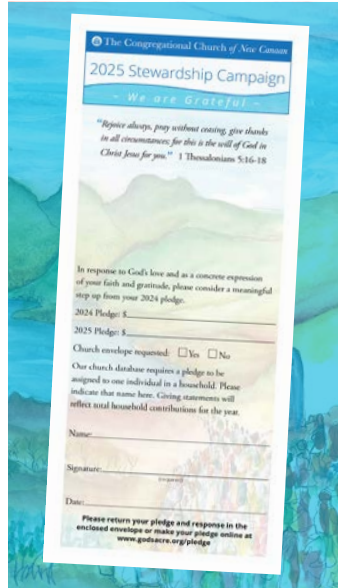 The Congregational Church of New Canaan
2025 Stewardship Campaign
~ We are Grateful ~
"Rejoice always, pray without ceasing, give thanks
in all circumstances; for this is the will of God in
Christ Jesus for you." 1 Thessalonians 5:16-18
In response to God's love and as a concrete expression
of your faith and gratitude, please consider a meaningful
step up from your 2024 pledge.
2024 Pledge: $
2025 Pledge: $
Church envelope requested: Yes No
Our church database requires a pledge to be
assigned to one individual in a household. Please
indicate that name here. Giving statements will
reflect total household contributions for the year.
Name:
Signature:
(required)
Date:
Please return your pledge and response in the
enclosed envelope or make your pledge online at
www.godsacre.org/pledge